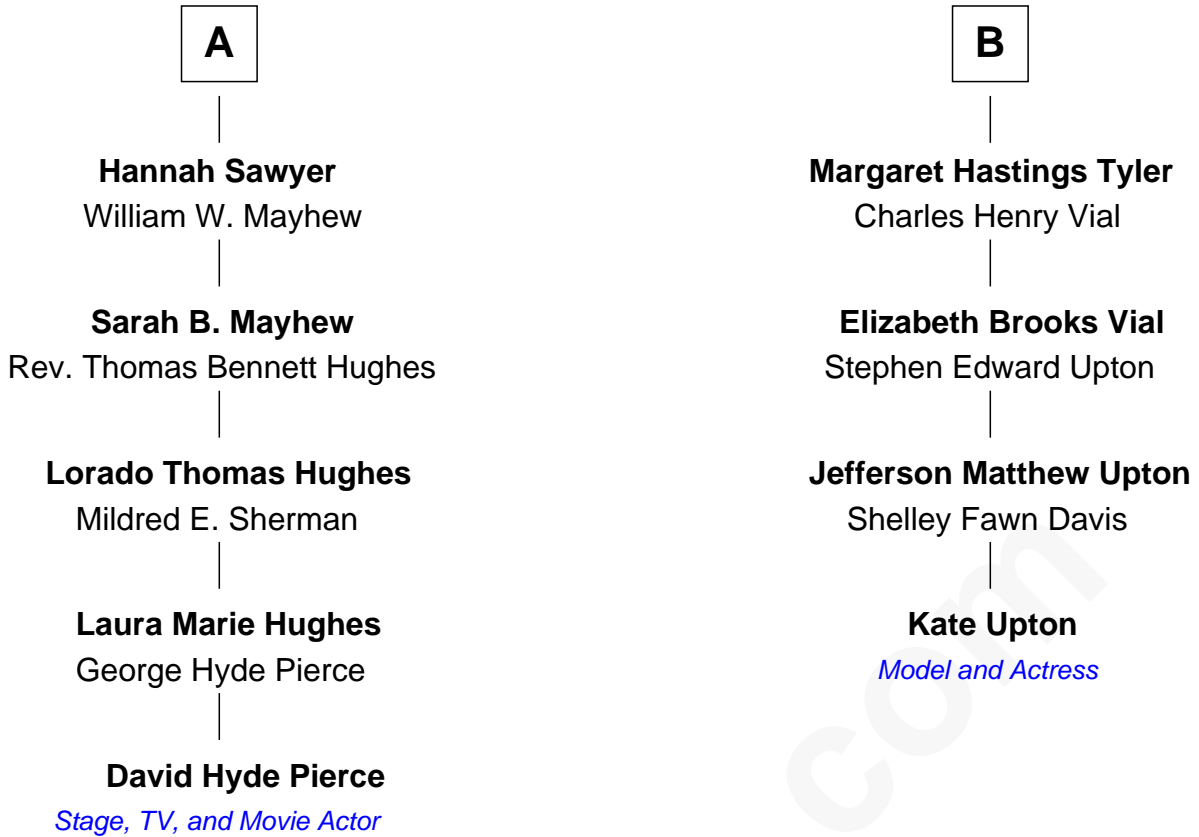 A
Hannah Sawyer
William W. Mayhew
Sarah B. Mayhew
Rev. Thomas Bennett Hughes
Lorado Thomas Hughes
Mildred E. Sherman
Laura Marie Hughes
George Hyde Pierce
David Hyde Pierce
Stage, TV, and Movie Actor
B
Margaret Hastings Tyler
Charles Henry Vial
Elizabeth Brooks Vial
Stephen Edward Upton
Jefferson Matthew Upton
Shelley Fawn Davis
Kate Upton
Model and Actress
com